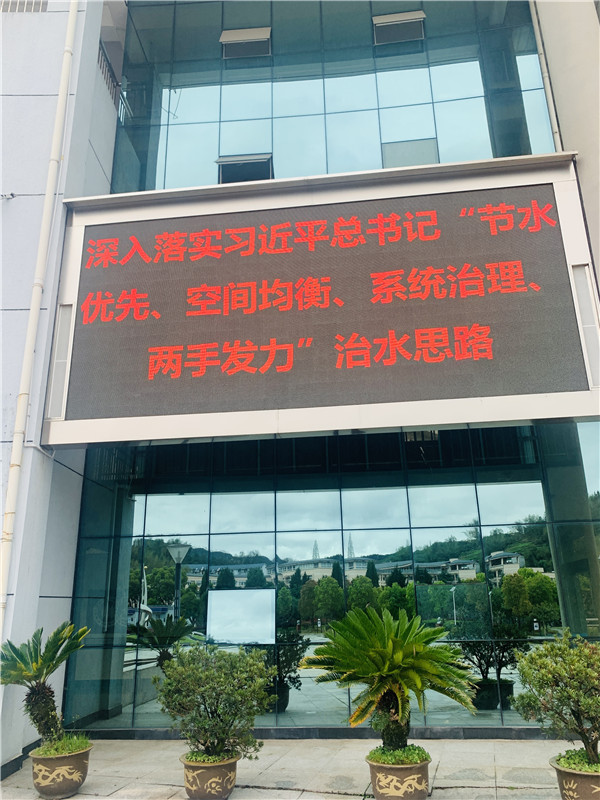 深入落实习近平总书记“节水
优先、空间均衡、系统治理、
两手发力”治水思路